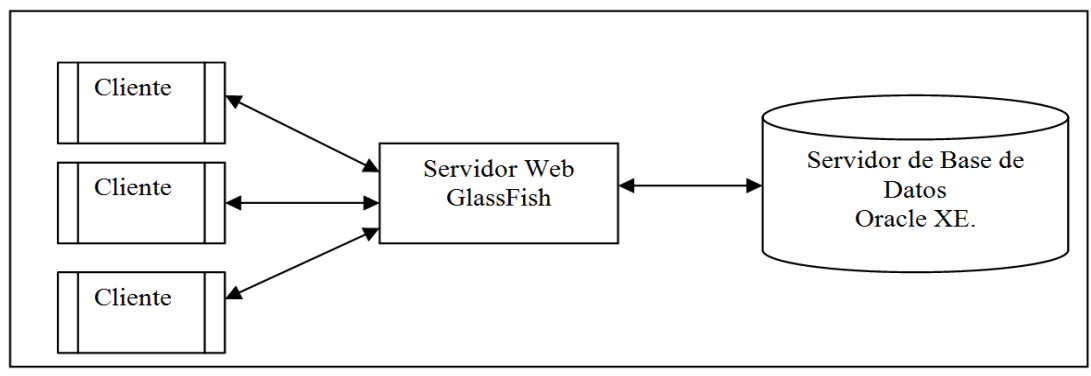 Cliente
Cliente
Cliente
Servidor Web
GlassFish
Servidor de Base de
Datos
Oracle XE.